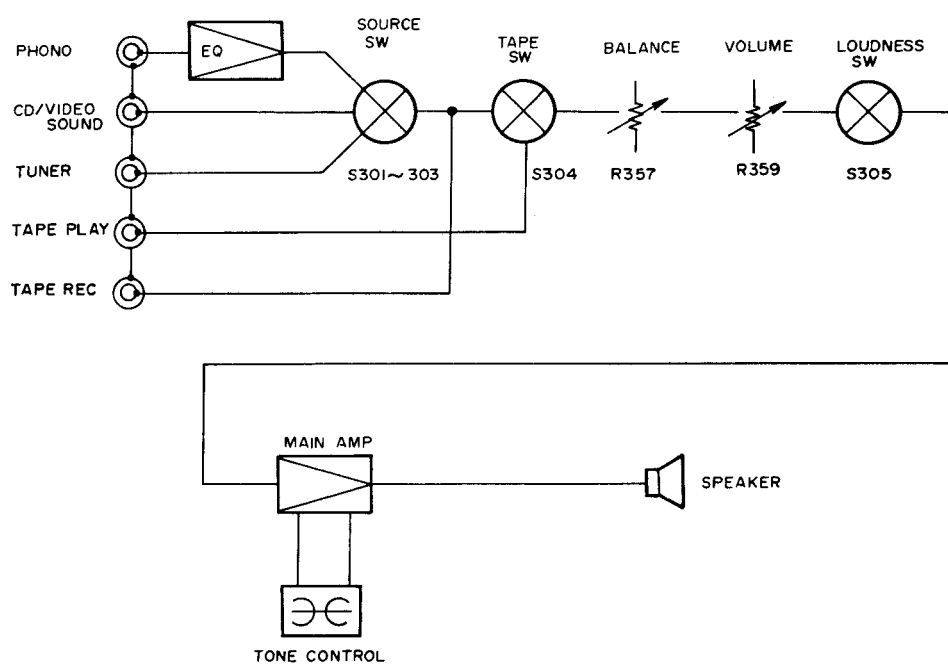 PHONO
EQ
SOURCE
SW
TAPE
SW
BALANCE
VOLUME
LOUDNESS
SW
CD/VIDEO
SOUND
TUNER
S301~303
S304
R357
R359
S305
TAPE PLAY
TAPE REC
MAIN AMP
SPEAKER
TONE CONTROL